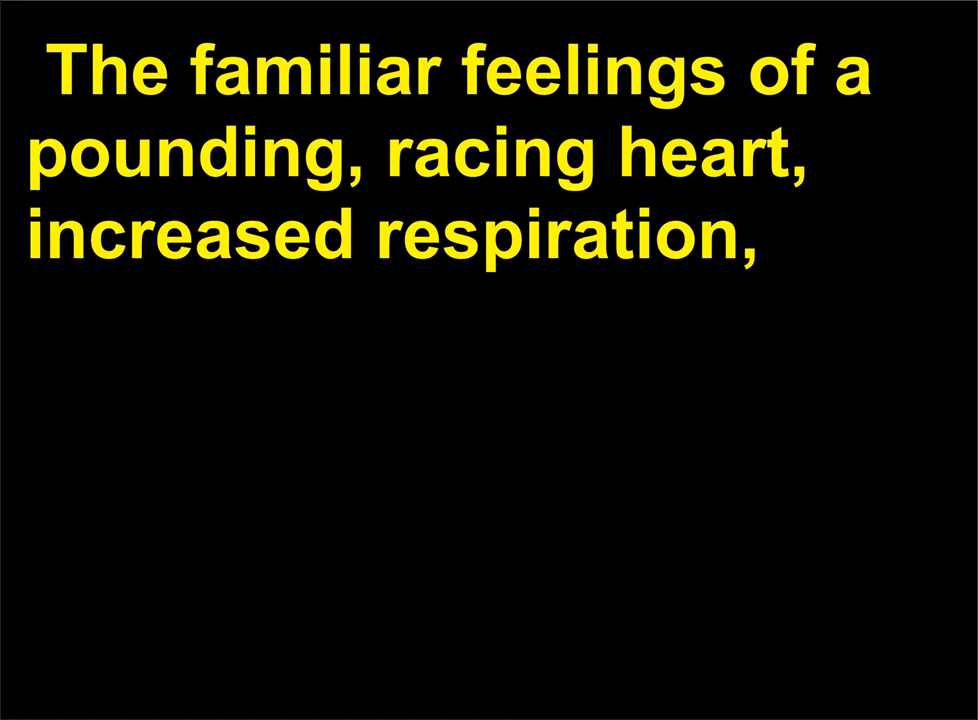 The familiar feelings of a
pounding, racing heart,
increased respiration,